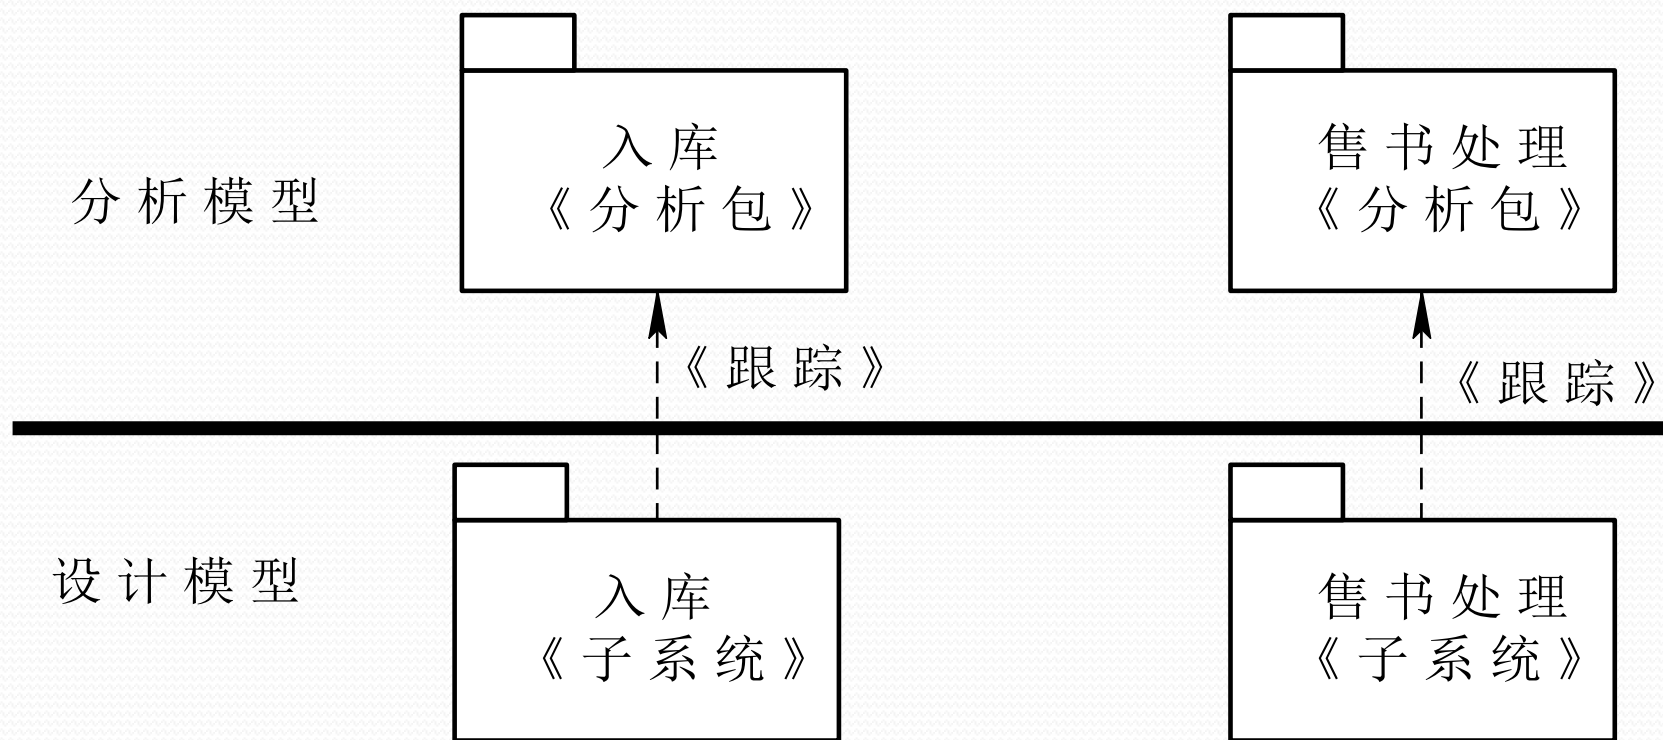 入库
《分析包》
售书处理
《分析包》
分析模型
《跟踪》
《跟踪》
设计模型
入库
《子系统》
售书处理
《子系统》